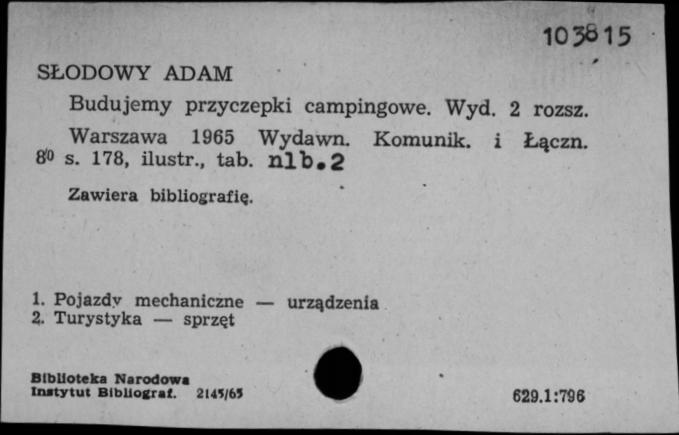 103815
SŁODOWY ADAM
Budujemy przyczepki campingowe. Wyd. 2 rozsz.
Warszawa 1965 Wydawn. Komunik. i Łączn.
8⁰ s. 178, ilustr., tab. nlb.2
Zawiera bibliografię.
1. Pojazdy mechaniczne — urządzenia
2. Turystyka — sprzęt
Biblioteka Narodowa
Instytut Bibliograf. 2145/65
629.1:796